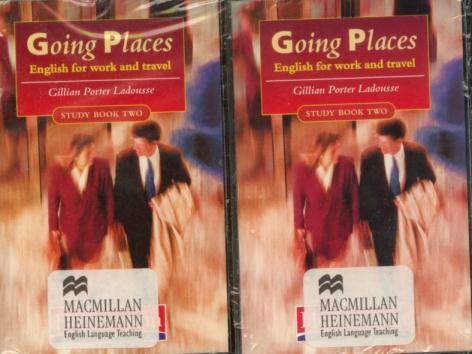 Going Places
English for work and travel
Gillian Porter Ladousse
STUDY BOOK TWO
MACMILLAN
HEINEMANN
English Language Teaching
Going Places
English for work and travel
Gillian Porter Ladousse
STUDY BOOK TWO
MACMILLAN
HEINEMANN
English Language Teaching